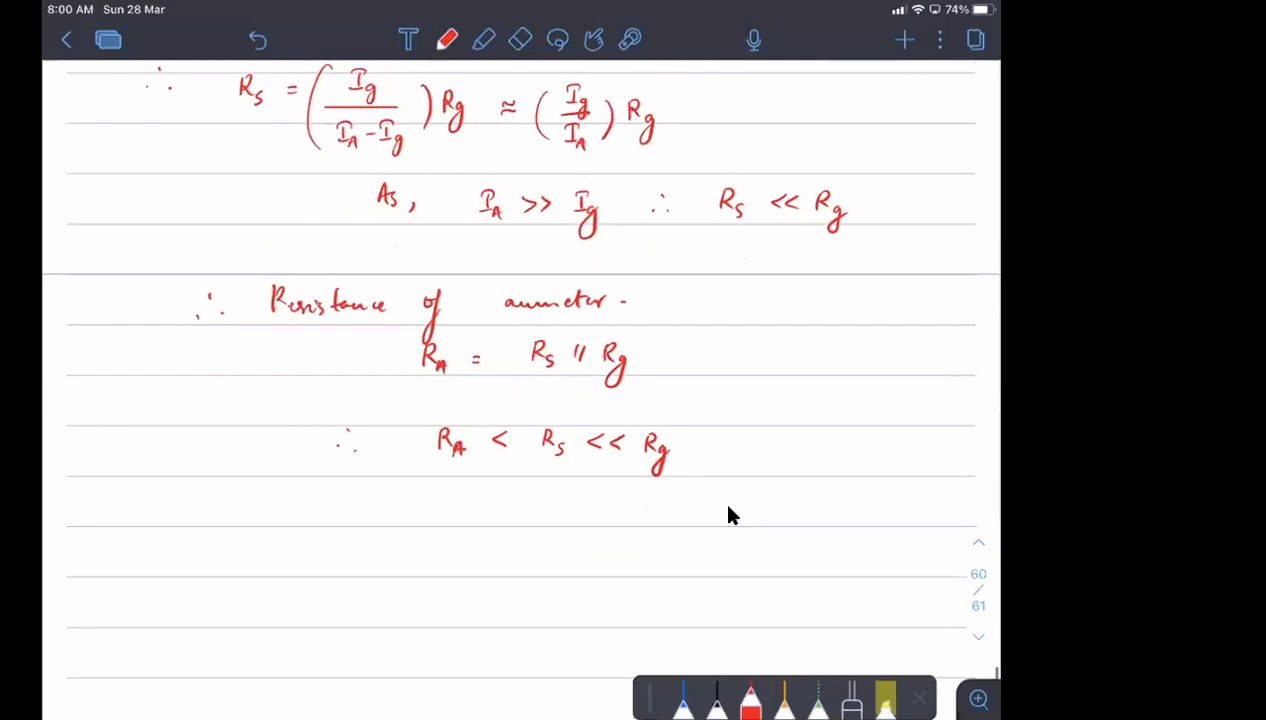 8:00 AM Sun 28 Mar 74%
∴ Rs = (Ig / (IA - Ig)) Rg ≈ (Ig / IA) Rg
As, IA >> Ig ∴ Rs << Rg
∴ Resistance of ammeter -
RA = Rs || Rg
∴ RA < Rs << Rg
60
/
61